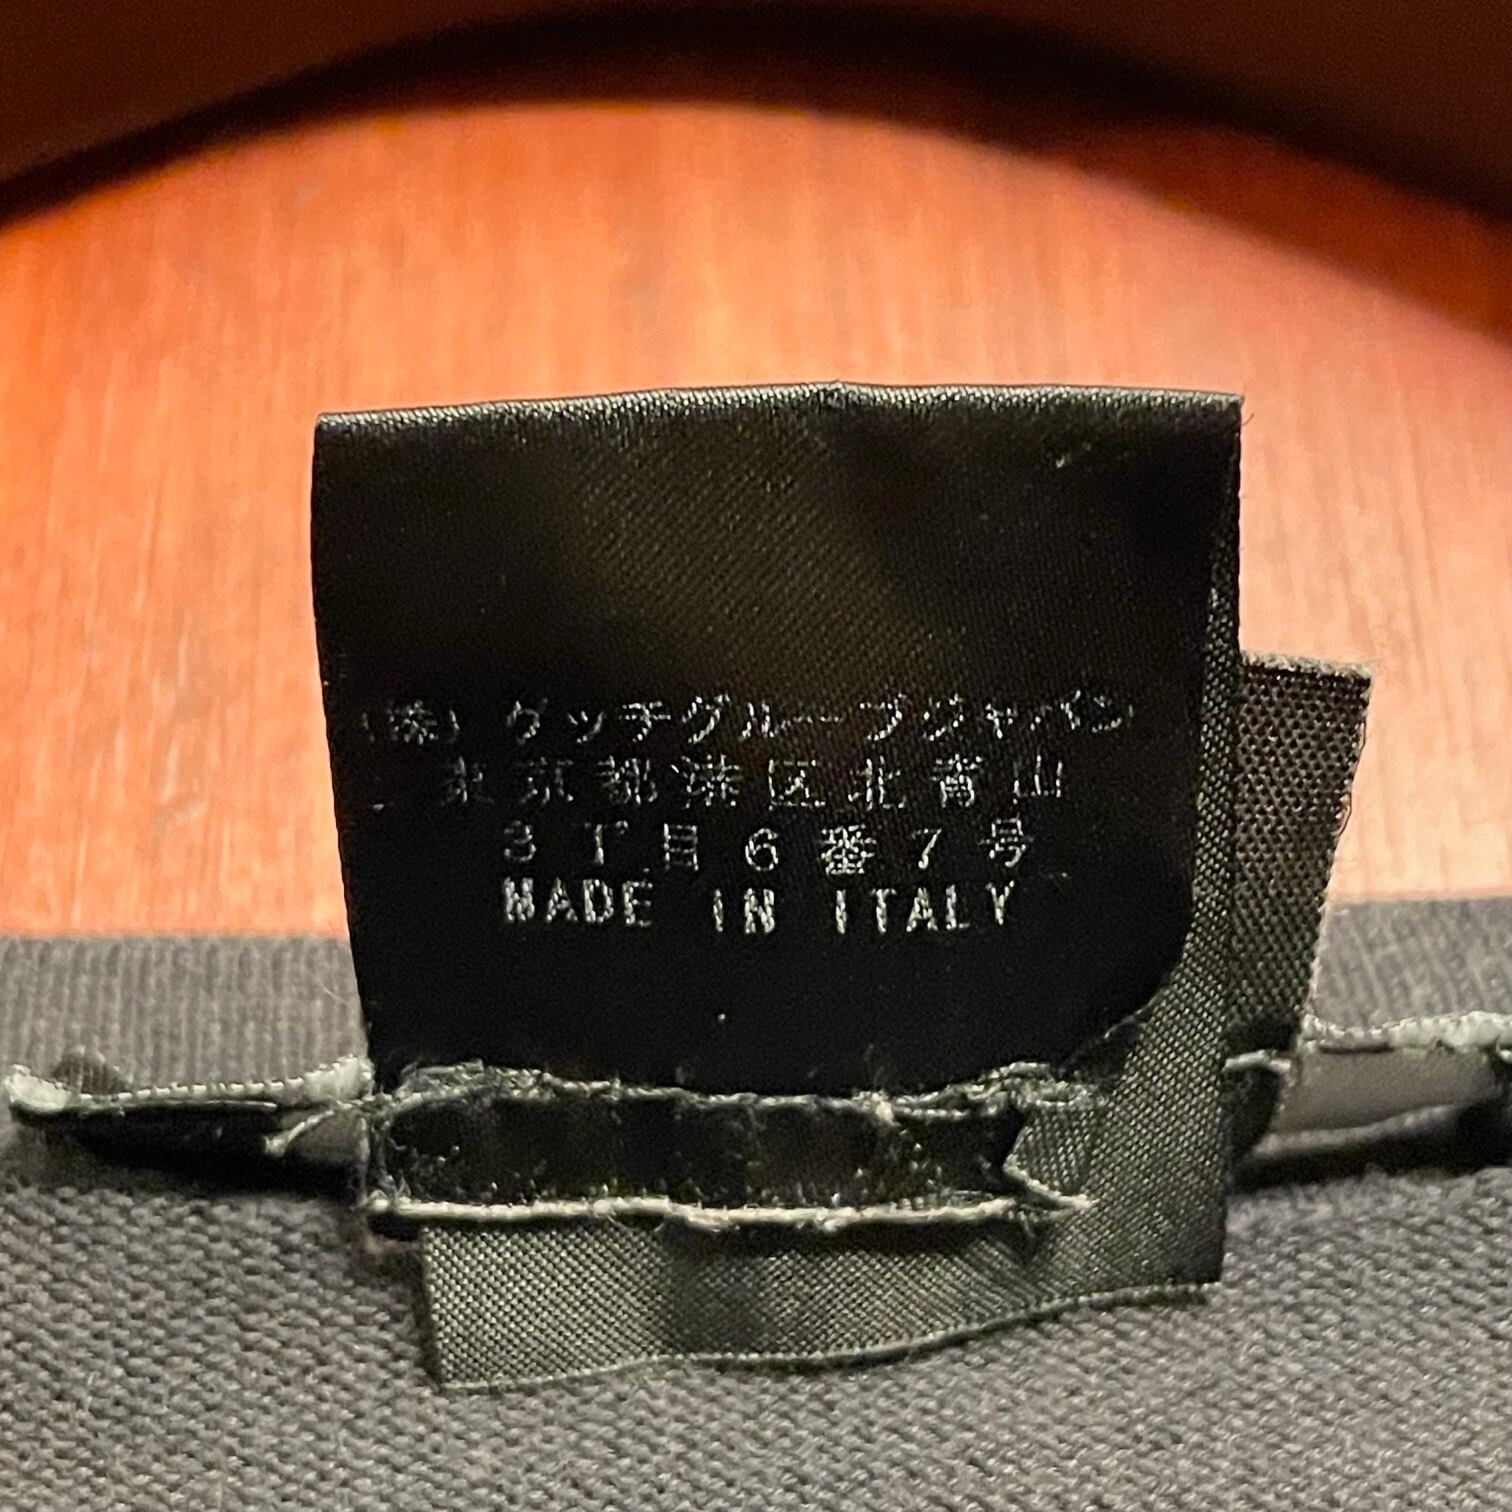 (株) グッチグループジャパン
東京都港区北青山
3丁目6番7号
MADE IN ITALY